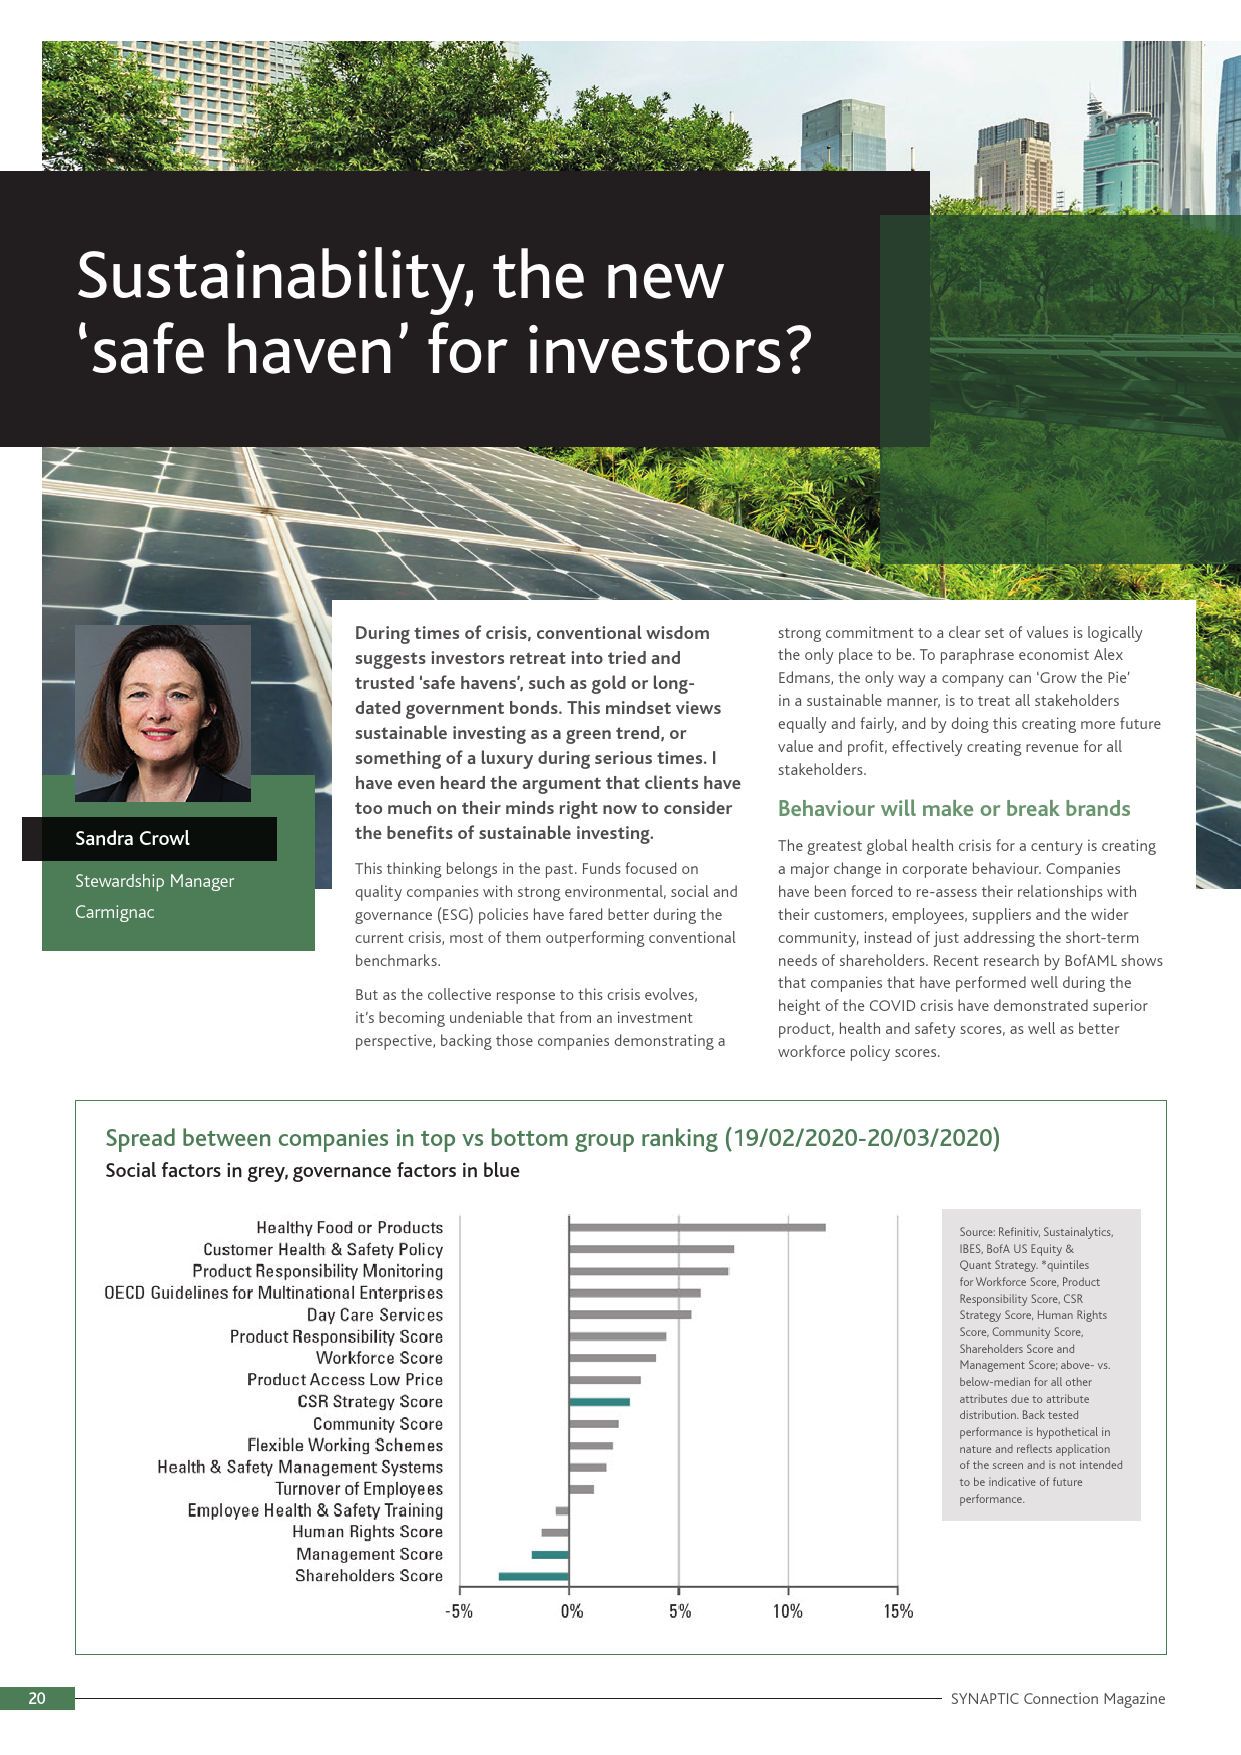 Sustainability, the new
‘safe haven’ for investors?
Sandra Crowl
Stewardship Manager
Carmignac
During times of crisis, conventional wisdom
suggests investors retreat into tried and
trusted ‘safe havens’, such as gold or long-
dated government bonds. This mindset views
sustainable investing as a green trend, or
something of a luxury during serious times. I
have even heard the argument that clients have
too much on their minds right now to consider
the benefits of sustainable investing.
This thinking belongs in the past. Funds focused on
quality companies with strong environmental, social and
governance (ESG) policies have fared better during the
current crisis, most of them outperforming conventional
benchmarks.
But as the collective response to this crisis evolves,
it’s becoming undeniable that from an investment
perspective, backing those companies demonstrating a
strong commitment to a clear set of values is logically
the only place to be. To paraphrase economist Alex
Edmans, the only way a company can ‘Grow the Pie’
in a sustainable manner, is to treat all stakeholders
equally and fairly, and by doing this creating more future
value and profit, effectively creating revenue for all
stakeholders.
Behaviour will make or break brands
The greatest global health crisis for a century is creating
a major change in corporate behaviour. Companies
have been forced to re-assess their relationships with
their customers, employees, suppliers and the wider
community, instead of just addressing the short-term
needs of shareholders. Recent research by BofAML shows
that companies that have performed well during the
height of the COVID crisis have demonstrated superior
product, health and safety scores, as well as better
workforce policy scores.
Spread between companies in top vs bottom group ranking (19/02/2020-20/03/2020)
Social factors in grey, governance factors in blue
Healthy Food or Products
Customer Health & Safety Policy
Product Responsibility Monitoring
OECD Guidelines for Multinational Enterprises
Day Care Services
Product Responsibility Score
Workforce Score
Product Access Low Price
CSR Strategy Score
Community Score
Flexible Working Schemes
Health & Safety Management Systems
Turnover of Employees
Employee Health & Safety Training
Human Rights Score
Management Score
Shareholders Score
-5% 0% 5% 10% 15%
Source: Refinitiv, Sustainalytics,
IBES, BofA US Equity &
Quant Strategy. *quintiles
for Workforce Score, Product
Responsibility Score, CSR
Strategy Score, Human Rights
Score, Community Score,
Shareholders Score and
Management Score; above- vs.
below-median for all other
attributes due to attribute
distribution. Back tested
performance is hypothetical in
nature and reflects application
of the screen and is not intended
to be indicative of future
performance.
20
SYNAPTIC Connection Magazine